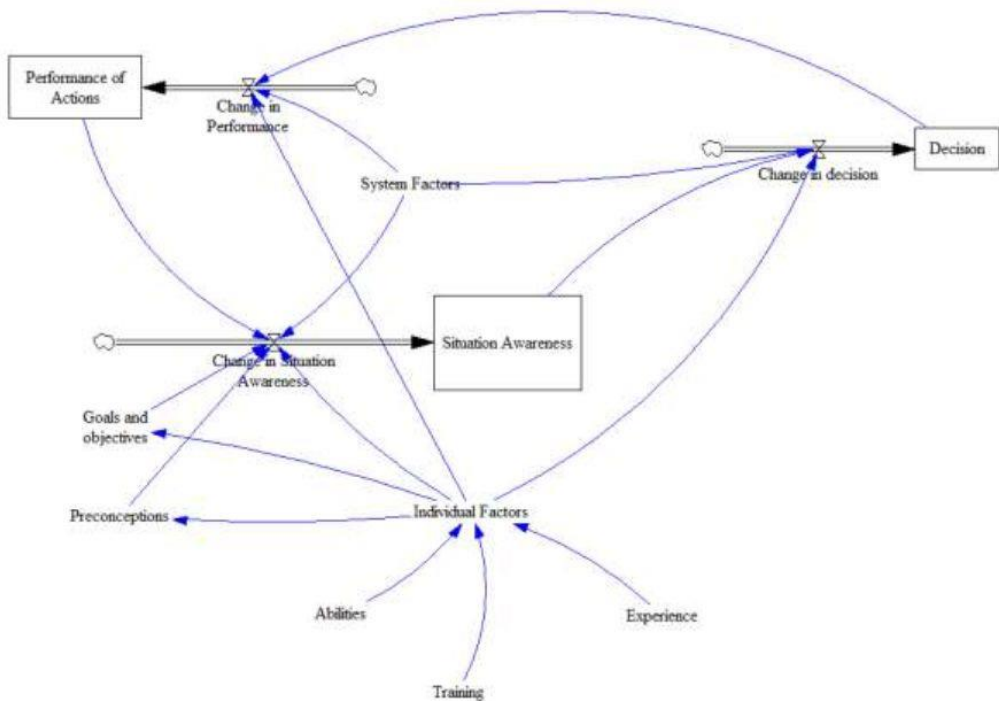 Performance of
Actions
Change in
Performance
Decision
Change in decision
System Factors
Situation Awareness
Change in Situation
Awareness
Goals and
objectives
Preconceptions
Individual Factors
Abilities
Experience
Training